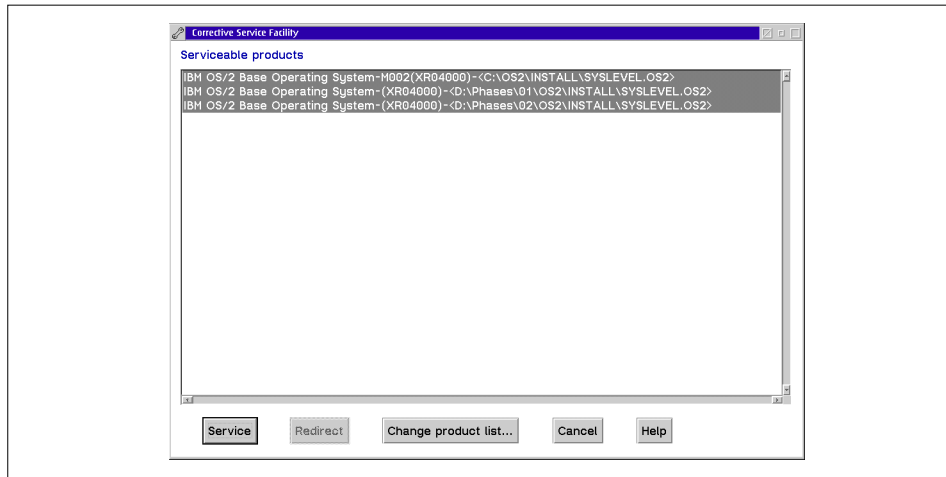 Corrective Service Facility
Serviceable products
IBM OS/2 Base Operating System-M002(XR04000)-<C:\OS2\INSTALL\SYSLEVEL.OS2>
IBM OS/2 Base Operating System-(XR04000)-<D:\Phases\01\OS2\INSTALL\SYSLEVEL.OS2>
IBM OS/2 Base Operating System-(XR04000)-<D:\Phases\02\OS2\INSTALL\SYSLEVEL.OS2>
Service Redirect Change product list... Cancel Help